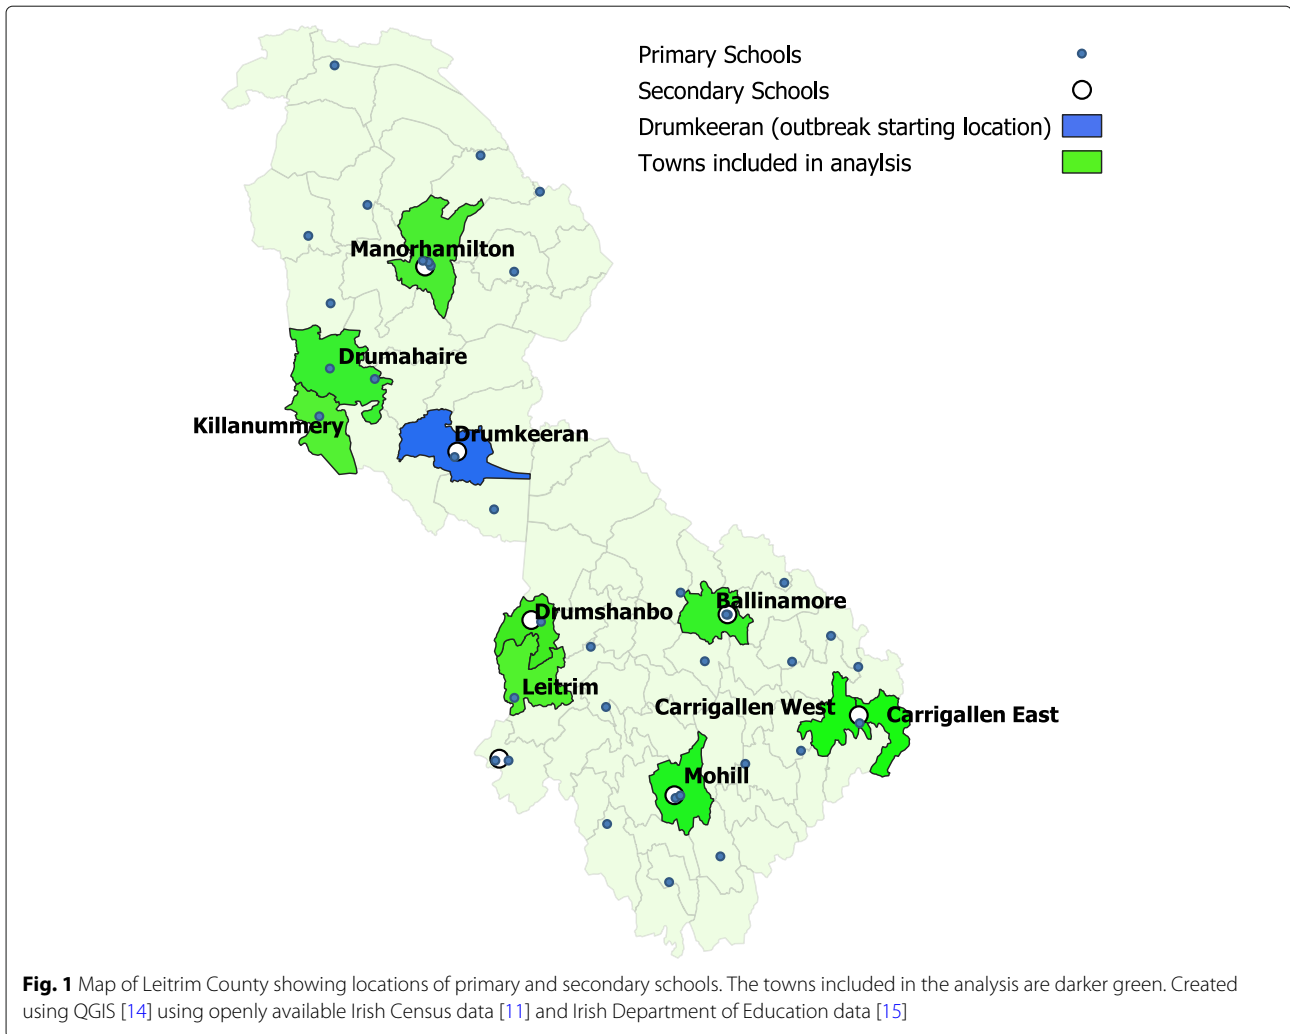 Primary Schools
Secondary Schools
Drumkeeran (outbreak starting location)
Towns included in anaylsis
Manorhamilton
Drumahaire
Killanummery
Drumkeeran
Drumshanbo
Ballinamore
Leitrim
Carrigallen West
Carrigallen East
Mohill
Fig. 1 Map of Leitrim County showing locations of primary and secondary schools. The towns included in the analysis are darker green. Created
using QGIS [14] using openly available Irish Census data [11] and Irish Department of Education data [15]